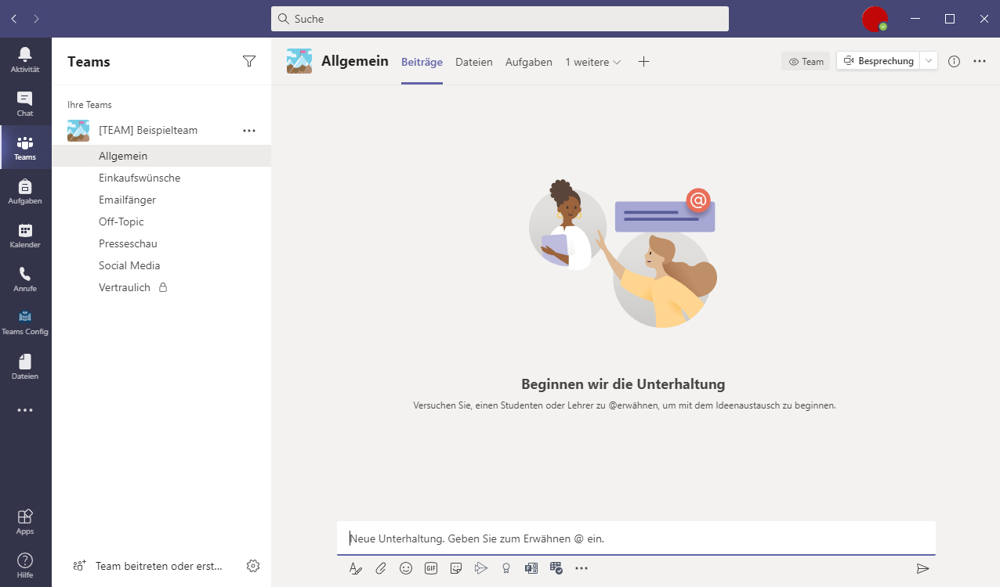 Suche
Aktivität
Chat
Teams
Aufgaben
Kalender
Anrufe
Teams Config
Dateien
Apps
Hilfe
Teams
Ihre Teams
[TEAM] Beispielteam
Allgemein
Einkaufswünsche
Emailfänger
Off-Topic
Presseschau
Social Media
Vertraulich
Team beitreten oder erst...
Allgemein Beiträge Dateien Aufgaben 1 weitere Team Besprechung
@
Beginnen wir die Unterhaltung
Versuchen Sie, einen Studenten oder Lehrer zu @erwähnen, um mit dem Ideenaustausch zu beginnen.
Neue Unterhaltung. Geben Sie zum Erwähnen @ ein.
GIF